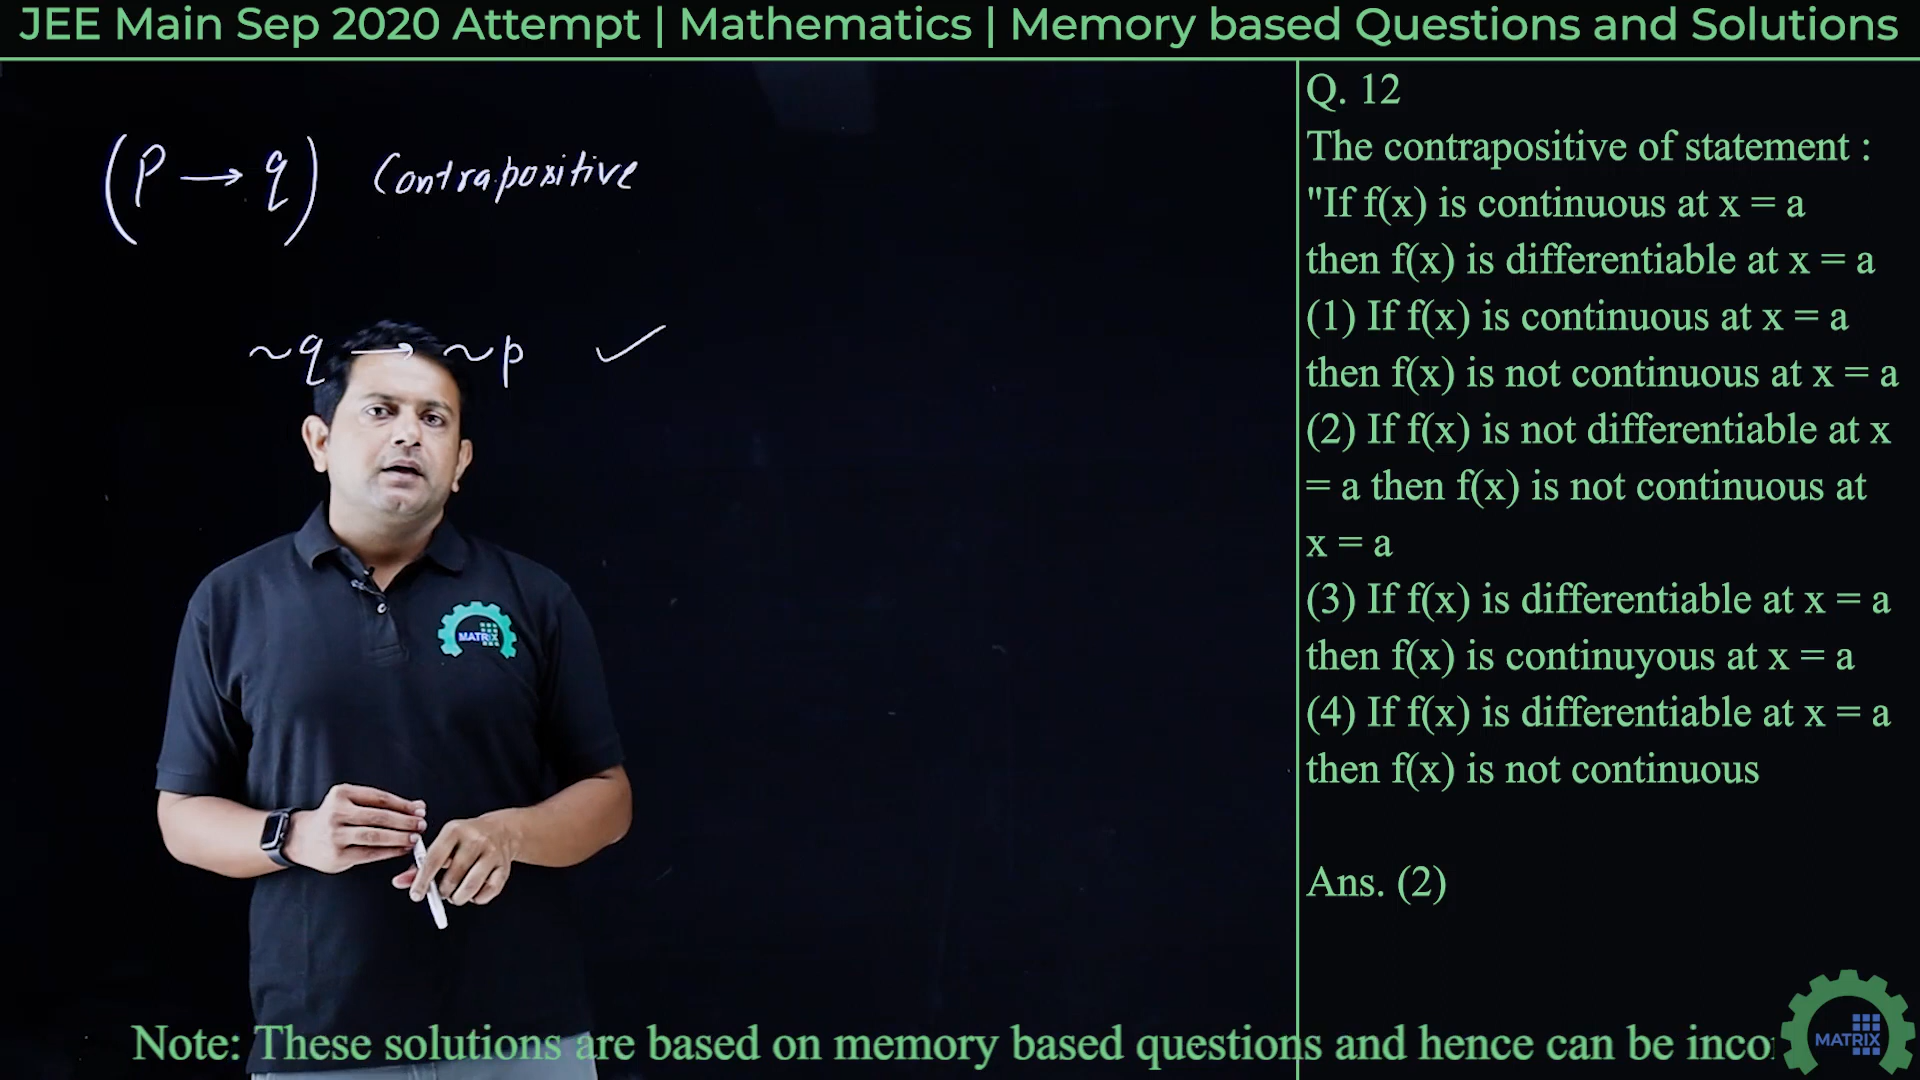 JEE Main Sep 2020 Attempt | Mathematics | Memory based Questions and Solutions
(P → q) Contrapositive
~q → ~p ✓
MATRIX
Q. 12
The contrapositive of statement :
"If f(x) is continuous at x = a
then f(x) is differentiable at x = a
(1) If f(x) is continuous at x = a
then f(x) is not continuous at x = a
(2) If f(x) is not differentiable at x
= a then f(x) is not continuous at
x = a
(3) If f(x) is differentiable at x = a
then f(x) is continuyous at x = a
(4) If f(x) is differentiable at x = a
then f(x) is not continuous
Ans. (2)
Note: These solutions are based on memory based questions and hence can be
MATRIX